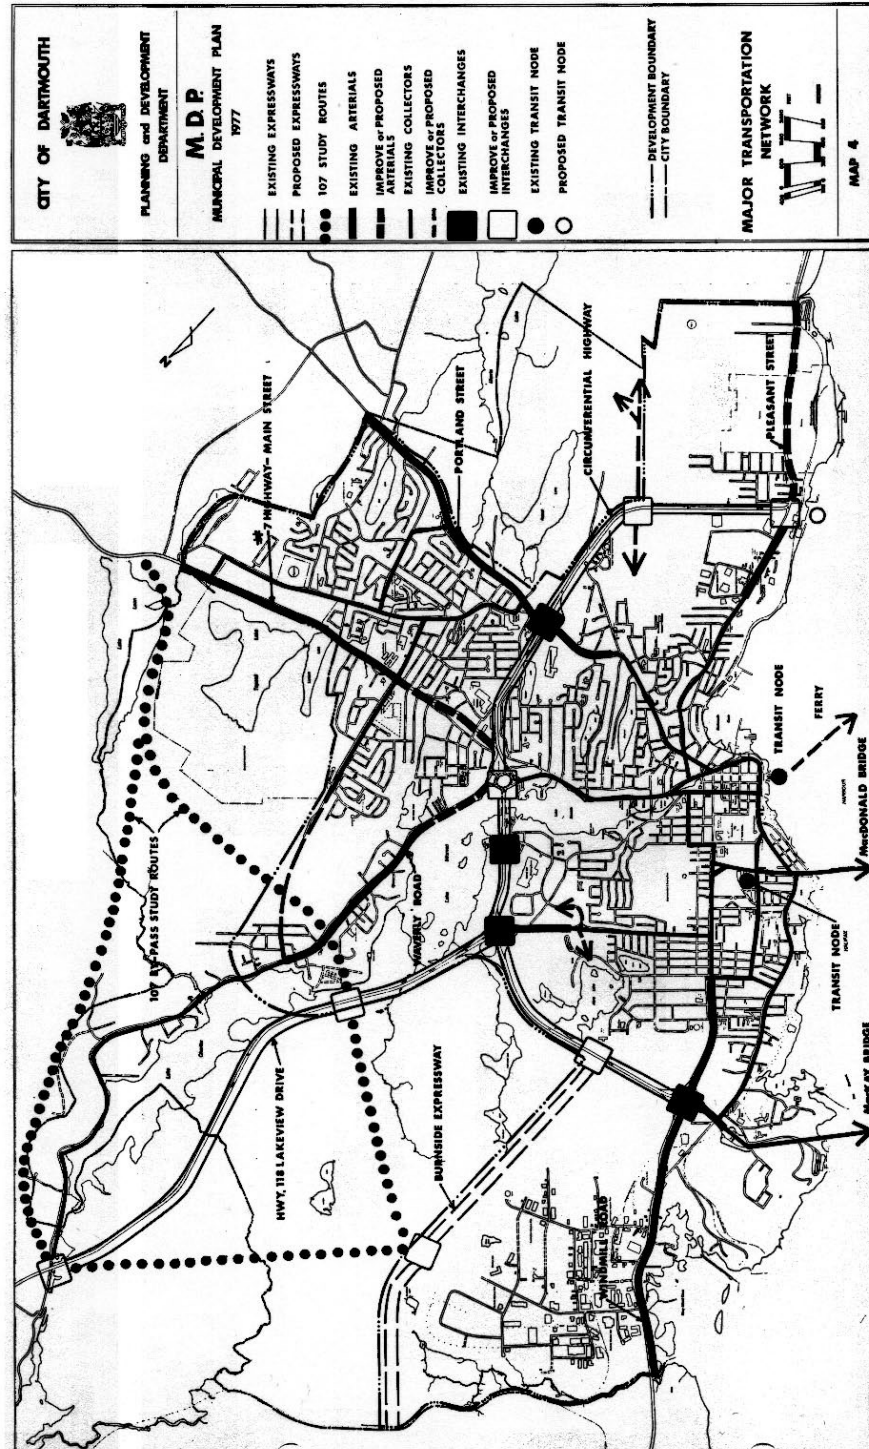 CITY OF DARTMOUTH
PLANNING and DEVELOPMENT
DEPARTMENT
M.D.P.
MUNICIPAL DEVELOPMENT PLAN
1977
EXISTING EXPRESSWAYS
PROPOSED EXPRESSWAYS
107 STUDY ROUTES
EXISTING ARTERIALS
IMPROVE or PROPOSED
ARTERIALS
EXISTING COLLECTORS
IMPROVE or PROPOSED
COLLECTORS
EXISTING INTERCHANGES
IMPROVE or PROPOSED
INTERCHANGES
EXISTING TRANSIT NODE
PROPOSED TRANSIT NODE
DEVELOPMENT BOUNDARY
CITY BOUNDARY
MAJOR TRANSPORTATION
NETWORK
MAP 4
N
#7 HIGHWAY- MAIN STREET
PORTLAND STREET
CIRCUMFERENTIAL HIGHWAY
PLEASANT STREET
107 BY-PASS STUDY ROUTES
WAVERLY ROAD
HWY. 118 LAKEVIEW DRIVE
BURNSIDE EXPRESSWAY
WINDMILL ROAD
TRANSIT NODE
FERRY
MacDONALD BRIDGE
TRANSIT NODE
MacKAY BRIDGE